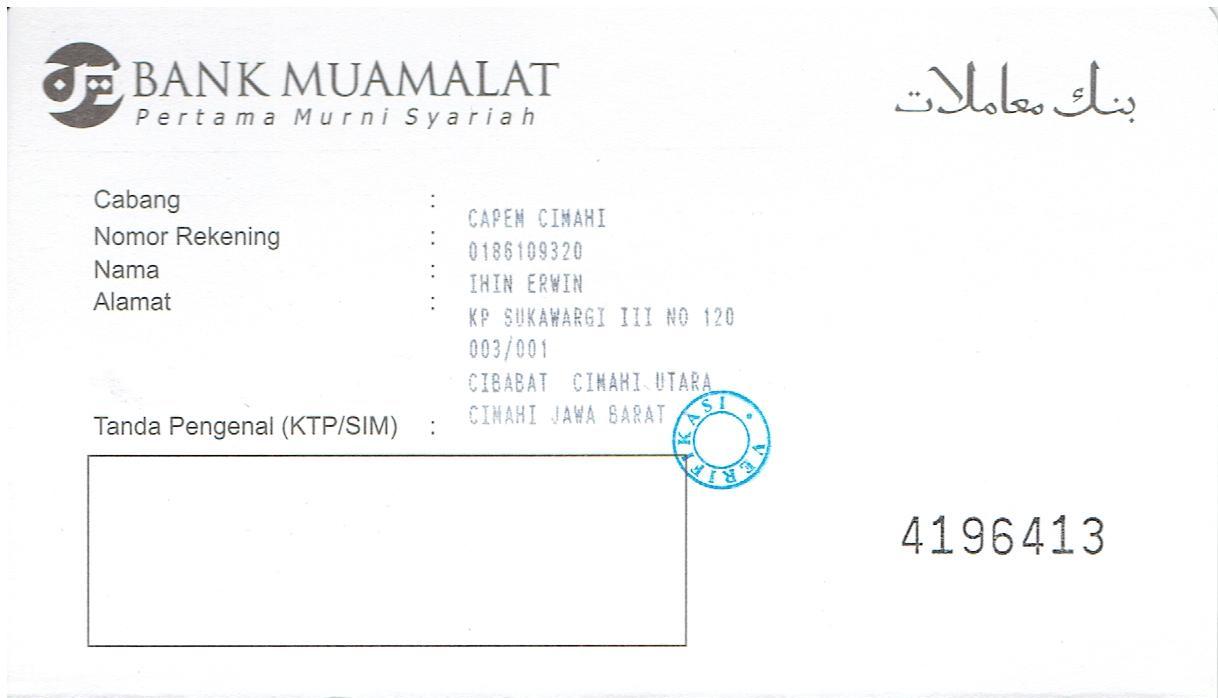 BANK MUAMALAT
Pertama Murni Syariah
بنك معاملات
Cabang : CAPEM CIMAHI
Nomor Rekening : 0186109320
Nama : IHIN ERWIN
Alamat : KP SUKAWARGI III NO 120
003/001
CIBABAT CIMAHI UTARA
CIMAHI JAWA BARAT
Tanda Pengenal (KTP/SIM) :
VERIFIKASI
4196413